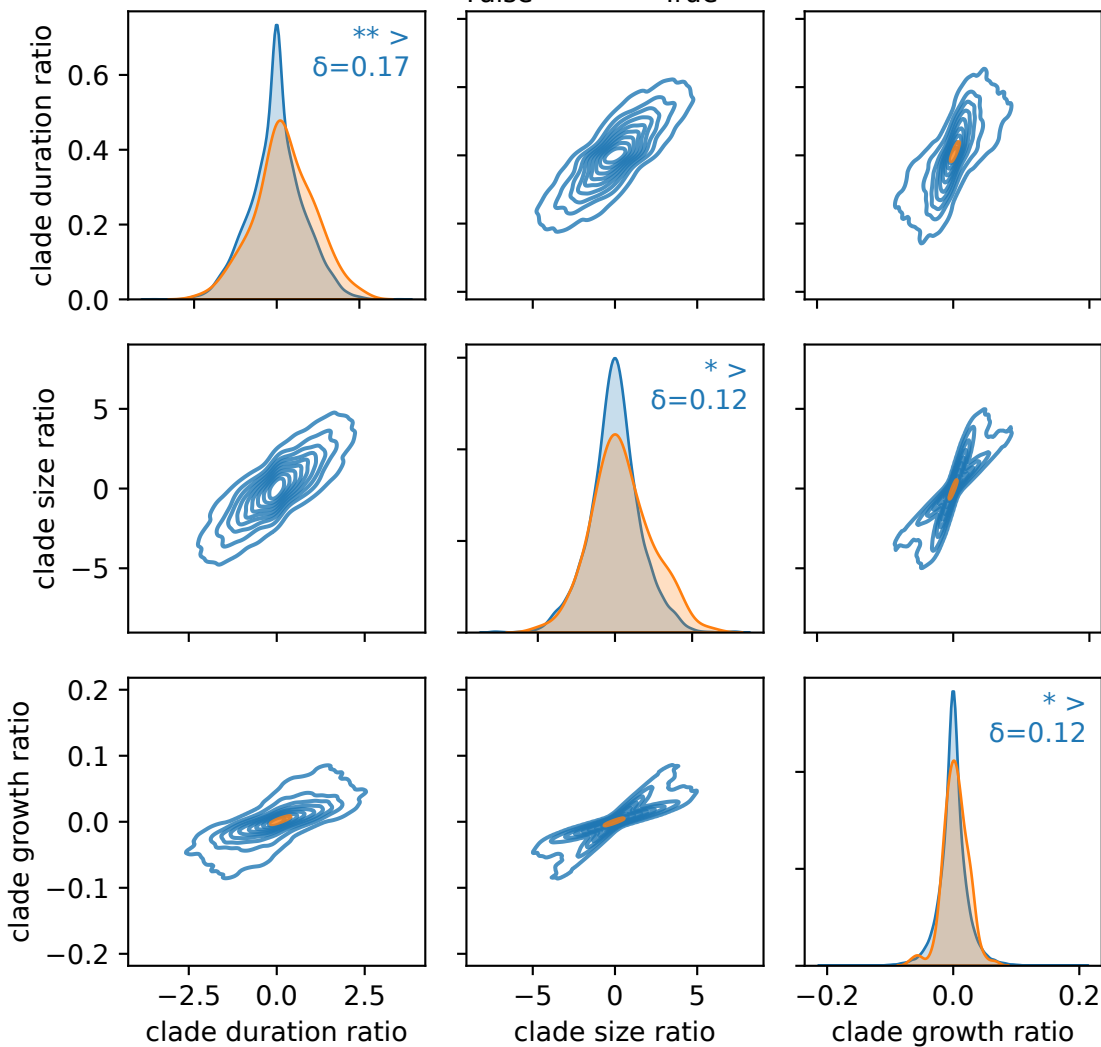 True
clade duration ratio
0.6
0.4
0.2
0.0
** >
δ=0.17
clade size ratio
5
0
−5
* >
δ=0.12
clade growth ratio
0.2
0.1
0.0
−0.1
−0.2
* >
δ=0.12
−2.5 0.0 2.5
−5 0 5
−0.2 0.0 0.2
clade duration ratio
clade size ratio
clade growth ratio